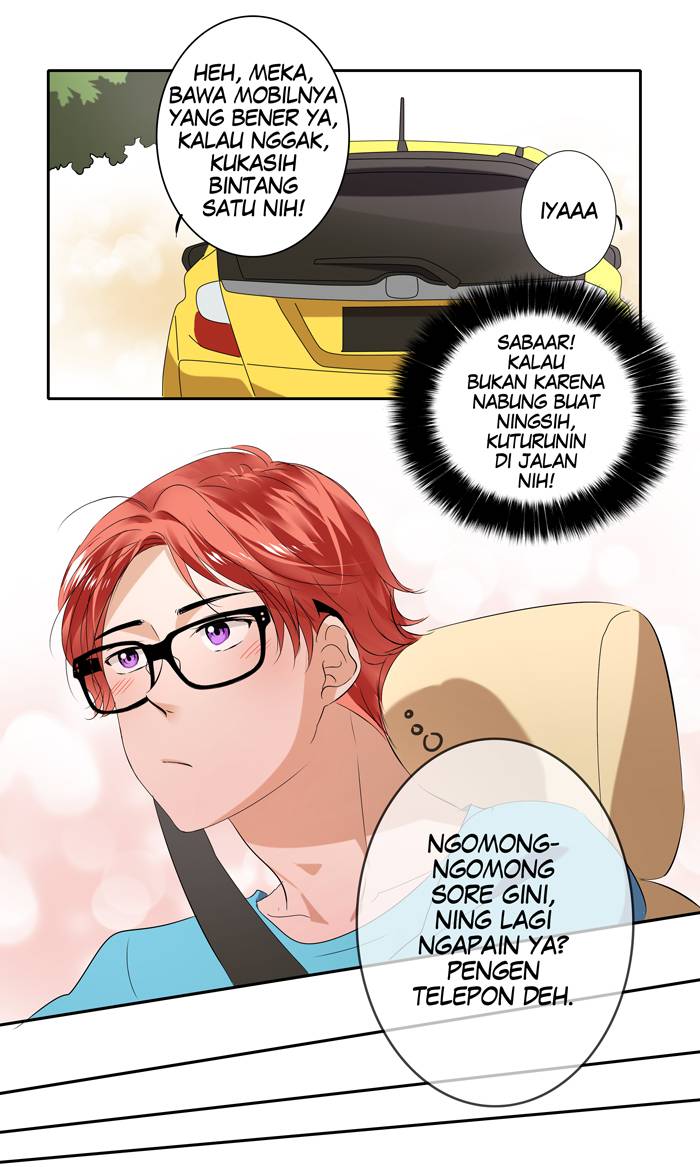 HEH, MEKA,
BAWA MOBILNYA
YANG BENER YA,
KALAU NGGAK,
KUKASIH
BINTANG
SATU NIH!
IYAAA
SABAAR!
KALAU
BUKAN KARENA
NABUNG BUAT
NINGSIH,
KUTURUNIN
DI JALAN
NIH!
NGOMONG-
NGOMONG
SORE GINI,
NING LAGI
NGAPAIN YA?
PENGEN
TELEPON DEH.